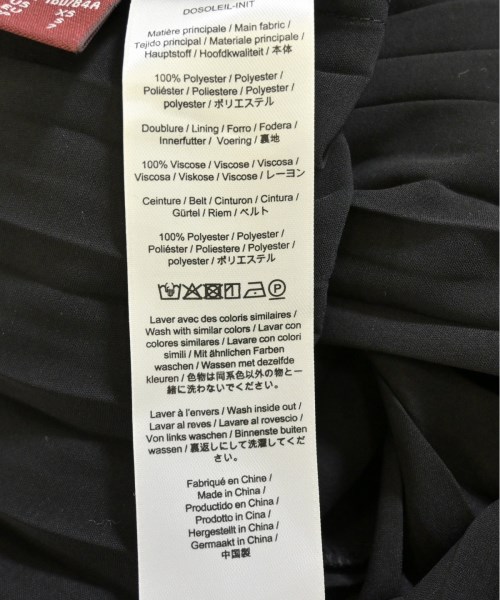 160/84A
US XS
DOSOLEIL-INIT
Matière principale / Main fabric /
Tejido principal / Materiale principale /
Hauptstoff / Hoofdkwaliteit / 本体
100% Polyester / Polyester /
Poliéster / Poliestere / Polyester /
polyester / ポリエステル
Doublure / Lining / Forro / Fodera /
Innerfutter / Voering / 裏地
100% Viscose / Viscose / Viscosa /
Viscosa / Viskose / Viscose / レーヨン
Ceinture / Belt / Cinturon / Cintura /
Gürtel / Riem / ベルト
100% Polyester / Polyester /
Poliéster / Poliestere / Polyester /
polyester / ポリエステル
P
Laver avec des coloris similaires /
Wash with similar colors / Lavar con
colores similares / Lavare con colori
simili / Mit ähnlichen Farben
waschen / Wassen met dezelfde
kleuren / 色物は同系色以外の物と一
緒に洗わないでください。
Laver à l'envers / Wash inside out /
Lavar al reves / Lavare al rovescio /
Von links waschen / Binnenste buiten
wassen / 裏返しにして洗濯してくだ
さい。
Fabriqué en Chine /
Made in China /
Productido en China /
Prodotto in Cina /
Hergestellt in China /
Germaakt in China /
中国製